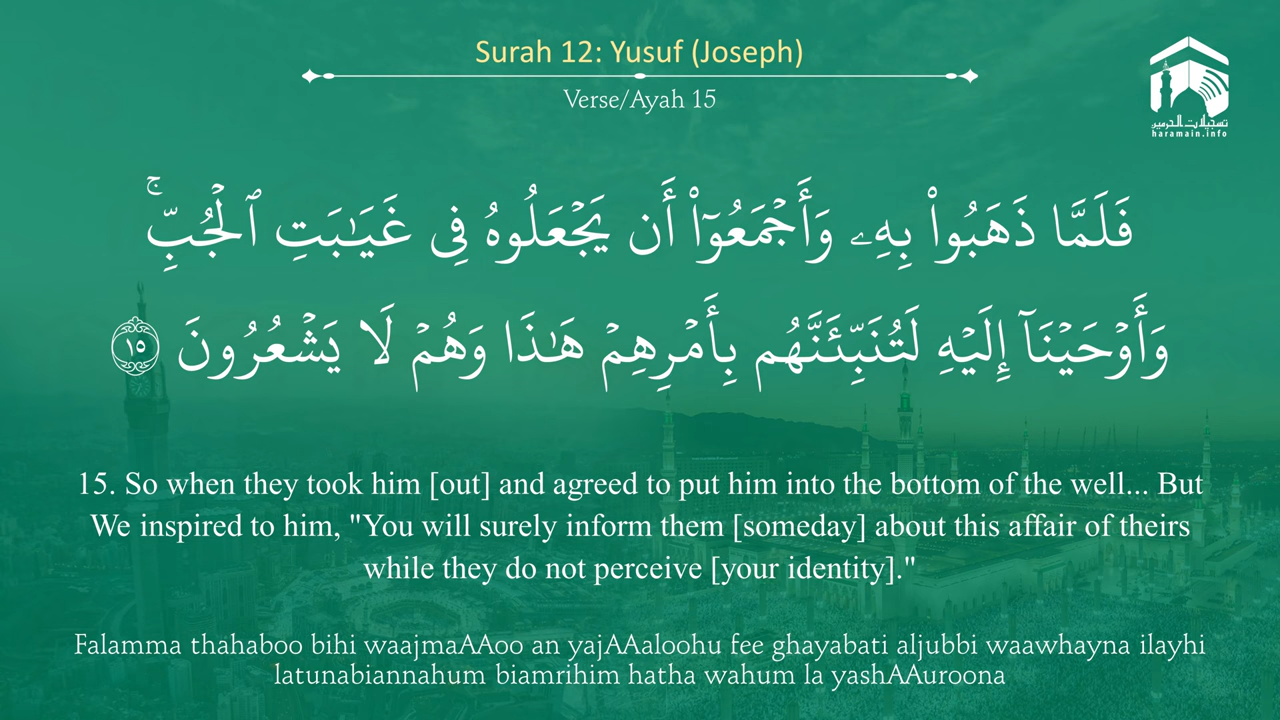 Surah 12: Yusuf (Joseph)
Verse/Ayah 15
تسجيلات الحرمين
haramain.info
فَلَمَّا ذَهَبُوا۟ بِهِۦ وَأَجْمَعُوٓا۟ أَن يَجْعَلُوهُ فِى غَيَـٰبَتِ ٱلْجُبِّ ۚ
وَأَوْحَيْنَآ إِلَيْهِ لَتُنَبِّئَنَّهُم بِأَمْرِهِمْ هَـٰذَا وَهُمْ لَا يَشْعُرُونَ ١٥
15. So when they took him [out] and agreed to put him into the bottom of the well... But
We inspired to him, "You will surely inform them [someday] about this affair of theirs
while they do not perceive [your identity]."
Falamma thahaboo bihi waajmaAAoo an yajAAaloohu fee ghayabati aljubbi waawhayna ilayhi
latunabiannahum biamrihim hatha wahum la yashAAuroona